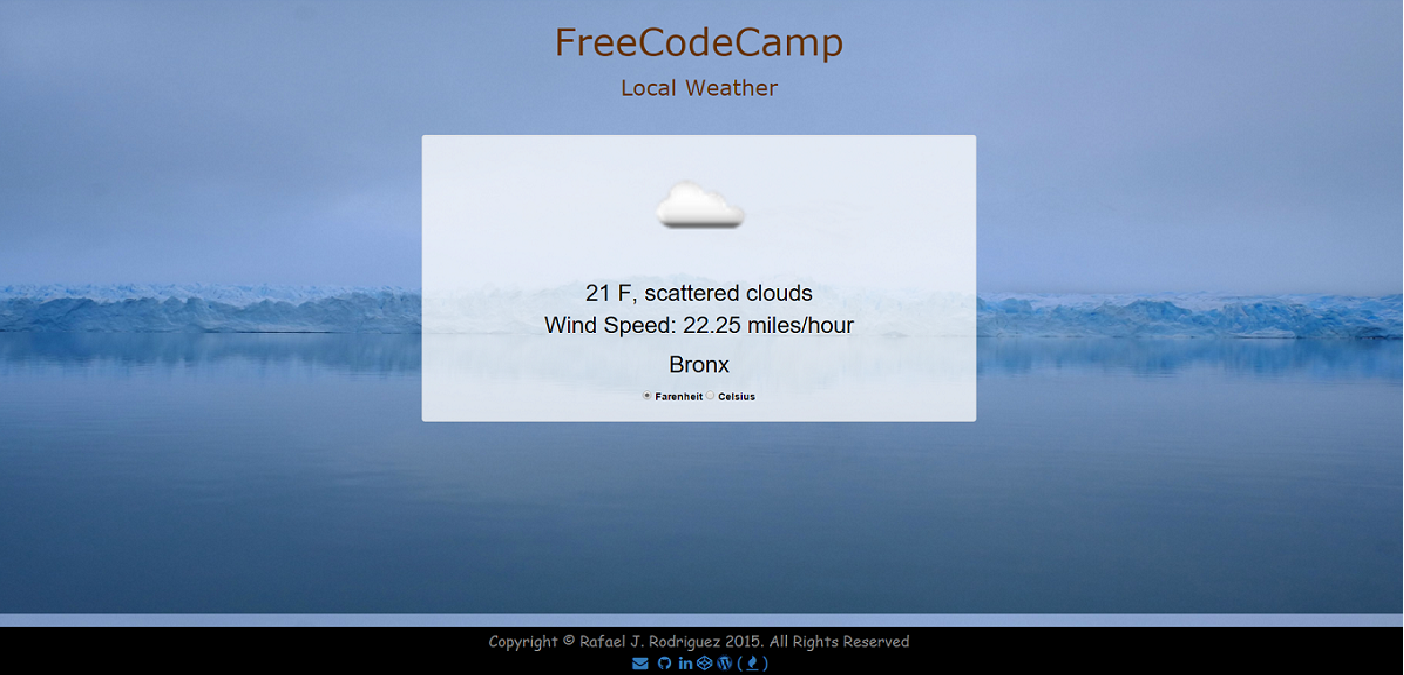 FreeCodeCamp
Local Weather
21 F, scattered clouds
Wind Speed: 22.25 miles/hour
Bronx
Farenheit Celsius
Copyright © Rafael J. Rodriguez 2015. All Rights Reserved